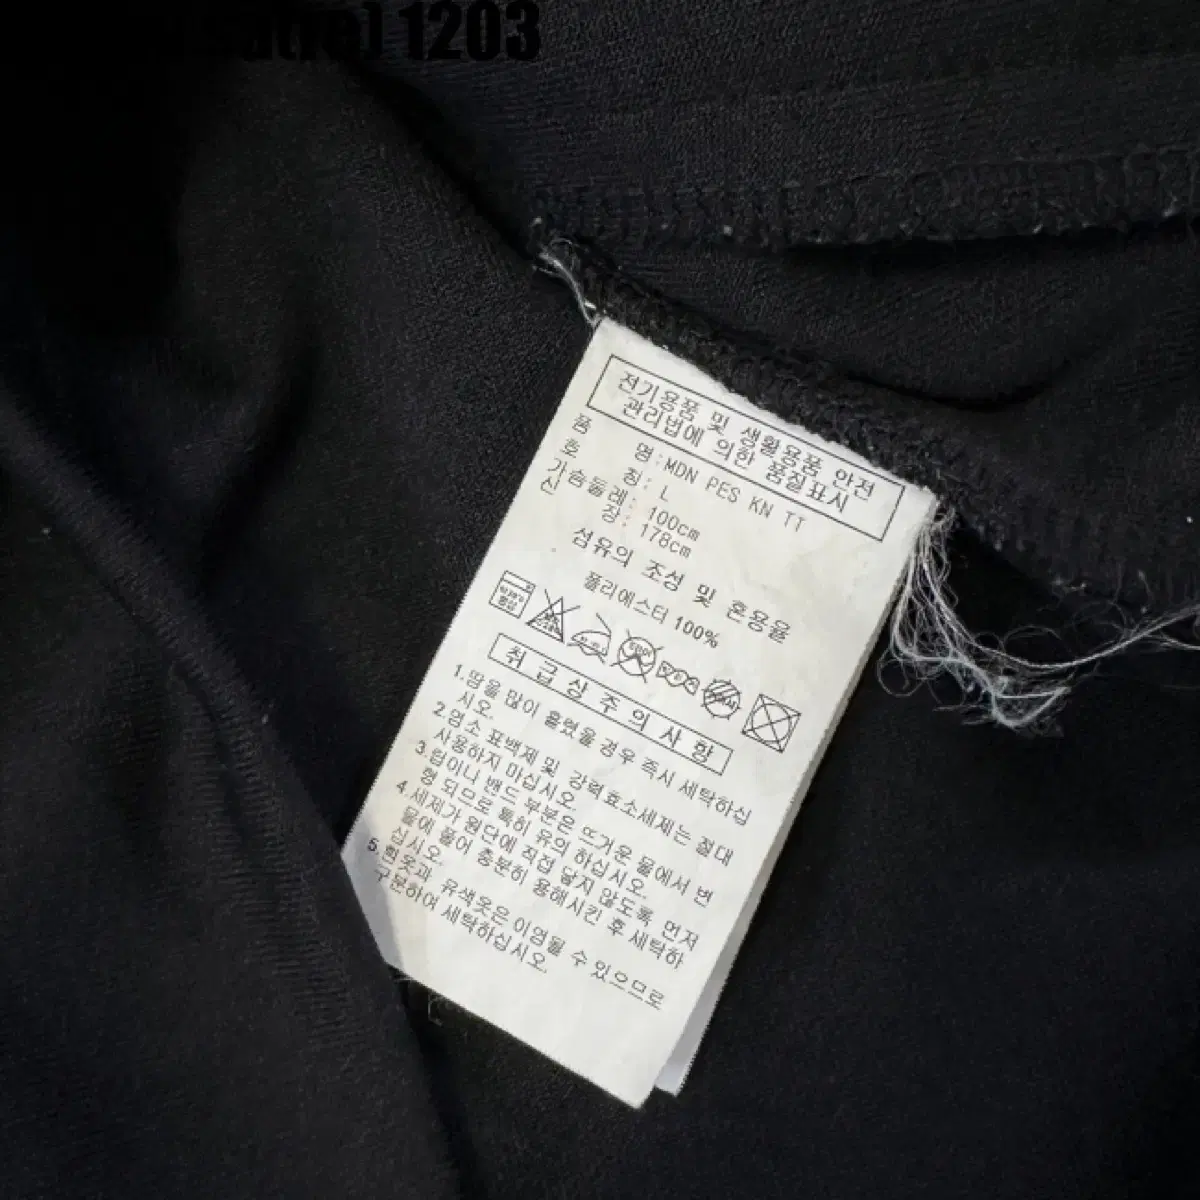 1203
전기용품 및 생활용품 안전
관리법에 의한 품질표시
품 명 : MDN PES KN TT
호 칭 : L
가슴둘레 : 100cm
신 장 : 178cm
섬유의 조성 및 혼용율
폴리에스터 100%
취급상주의사항
1.땀을 많이 흘렸을 경우 즉시 세탁하십
시오.
2.염소 표백제 및 강력효소세제는 절대
사용하지 마십시오.
3.컵이나 밴드 부분은 뜨거운 물에서 변
형 되므로 특히 유의 하십시오.
4.세제가 원단에 직접 닿지 않도록 먼저
물에 풀어 충분히 용해시킨 후 세탁하
십시오.
5.흰옷과 유색옷은 이염될 수 있으므로
구분하여 세탁하십시오.